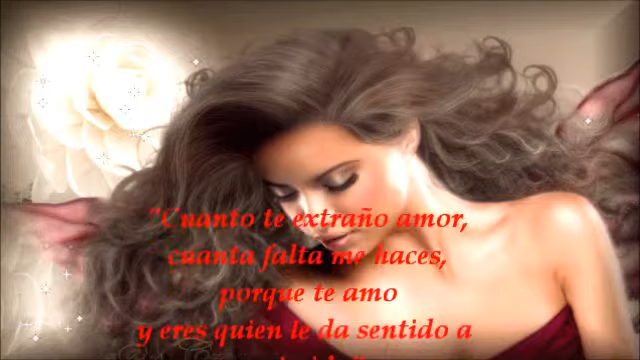 "Cuanto te extraño amor,
cuanta falta me haces,
porque te amo
y eres quien le da sentido a